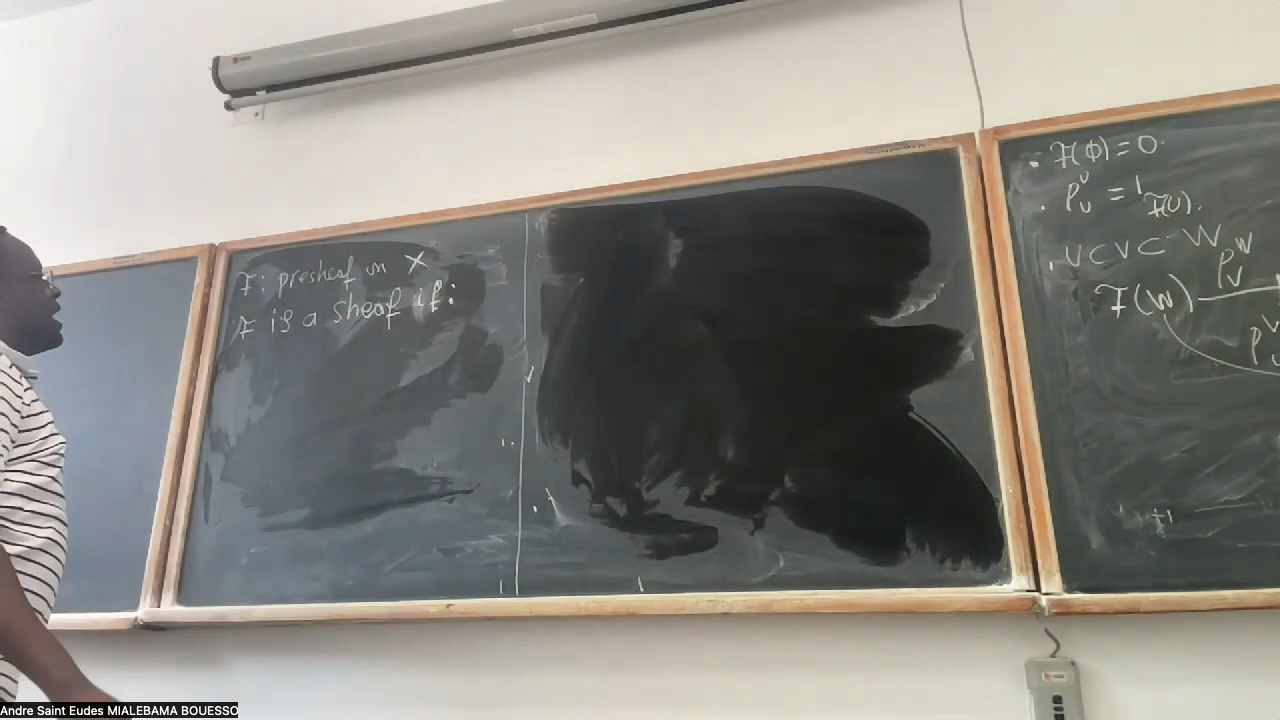 F: presheaf on X
F is a sheaf if:
. F(Φ) = 0.
. ρ^U_U = 1_F(U).
. U ⊂ V ⊂ W
F(W) ρ^W_V
Andre Saint Eudes MIALEBAMA BOUESSO